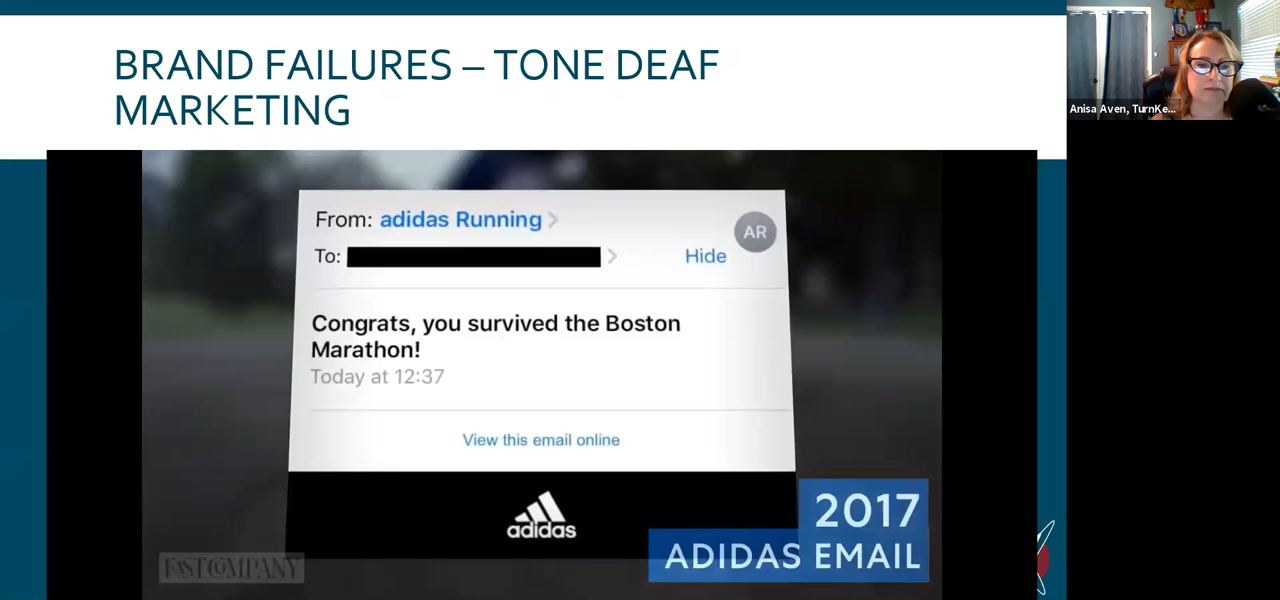 BRAND FAILURES – TONE DEAF
MARKETING
Anisa Aven, TurnKe...
From: adidas Running
AR
To:
Hide
Congrats, you survived the Boston
Marathon!
Today at 12:37
View this email online
adidas
2017
ADIDAS EMAIL
FAST COMPANY